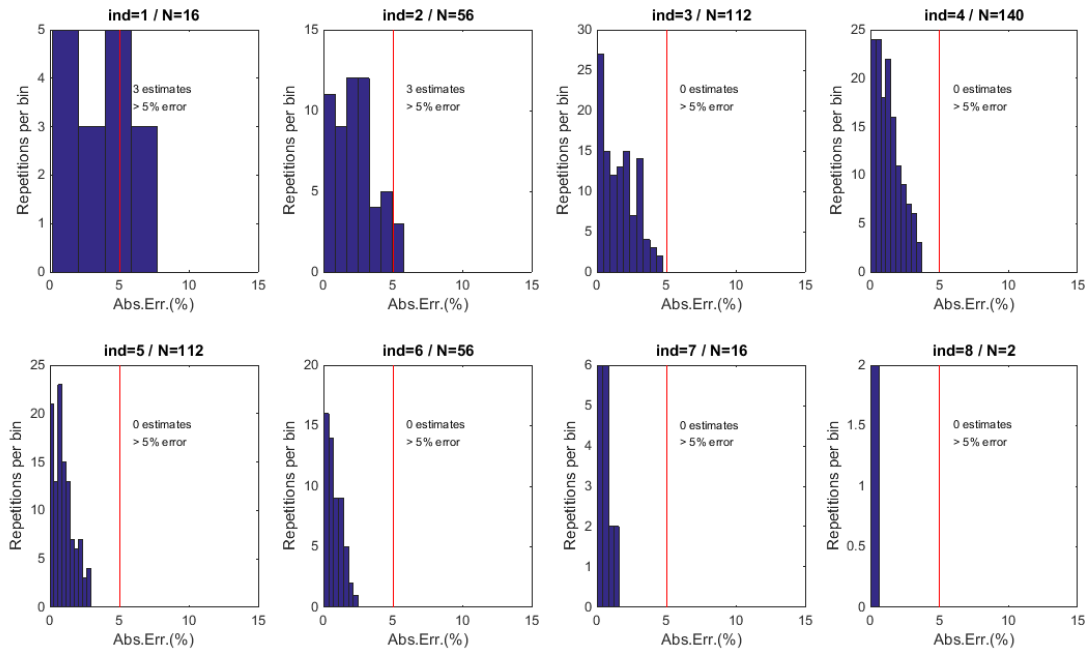 ind=1 / N=16
5
4
3
2
1
0
Repetitions per bin
3 estimates
> 5% error
0 5 10 15
Abs.Err.(%)
ind=2 / N=56
15
10
5
0
Repetitions per bin
3 estimates
> 5% error
0 5 10 15
Abs.Err.(%)
ind=3 / N=112
30
25
20
15
10
5
0
Repetitions per bin
0 estimates
> 5% error
0 5 10 15
Abs.Err.(%)
ind=4 / N=140
25
20
15
10
5
0
Repetitions per bin
0 estimates
> 5% error
0 5 10 15
Abs.Err.(%)
ind=5 / N=112
25
20
15
10
5
0
Repetitions per bin
0 estimates
> 5% error
0 5 10 15
Abs.Err.(%)
ind=6 / N=56
20
15
10
5
0
Repetitions per bin
0 estimates
> 5% error
0 5 10 15
Abs.Err.(%)
ind=7 / N=16
6
5
4
3
2
1
0
Repetitions per bin
0 estimates
> 5% error
0 5 10 15
Abs.Err.(%)
ind=8 / N=2
2
1.5
1
0.5
0
Repetitions per bin
0 estimates
> 5% error
0 5 10 15
Abs.Err.(%)